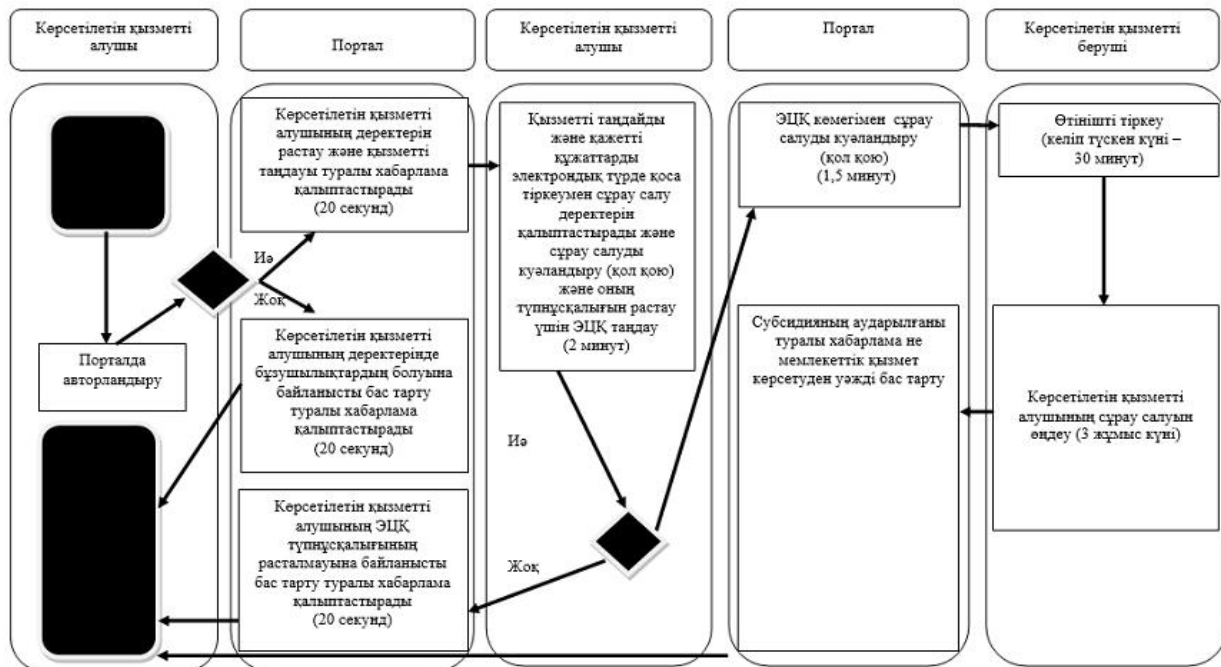 Көрсетілетін қызметті
алушы
Портал
Көрсетілетін қызметті
алушы
Портал
Көрсетілетін қызметті
беруші
Порталда
авторландыру
Көрсетілетін қызметті
алушының деректерін
растау және қызметті
таңдауы туралы хабарлама
қалыптастырады
(20 секунд)
Иә
Жоқ
Көрсетілетін қызметті
алушының деректерінде
бұзушылықтардың болуына
байланысты бас тарту
туралы хабарлама
қалыптастырады
(20 секунд)
Көрсетілетін қызметті
алушының ЭЦҚ
түпнұсқалығының
расталмауына байланысты
бас тарту туралы хабарлама
қалыптастырады
(20 секунд)
Қызметті таңдайды
және қажетті
құжаттарды
электрондық түрде қоса
тіркеумен сұрау салу
деректерін
қалыптастырады және
сұрау салуды
куәландыру (қол қою)
және оның
түпнұсқалығын растау
үшін ЭЦҚ таңдау
(2 минут)
Иә
Жоқ
ЭЦҚ көмегімен сұрау
салуды куәландыру
(қол қою)
(1,5 минут)
Субсидияның аударылғаны
туралы хабарлама не
мемлекеттік қызмет
көрсетуден уәжді бас тарту
Өтінішті тіркеу
(келіп түскен күні –
30 минут)
Көрсетілетін қызметті
алушының сұрау салуын
өңдеу (3 жұмыс күні)